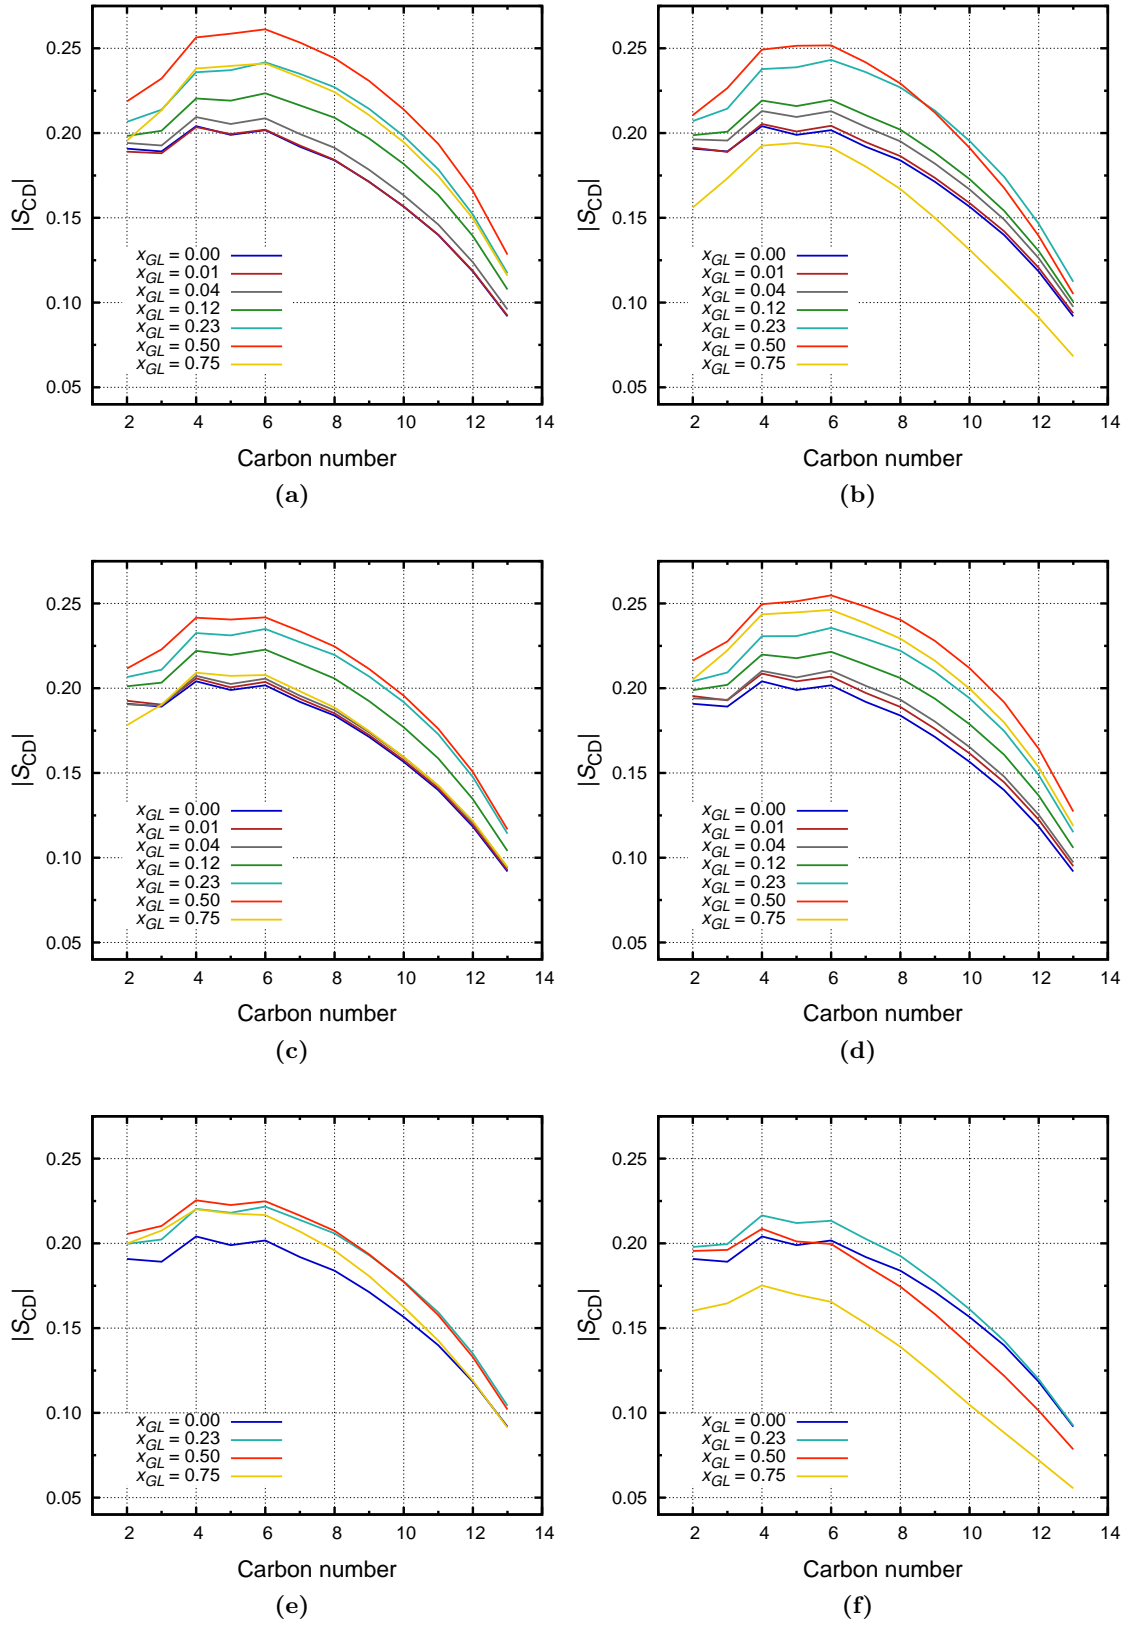 0.25
0.20
0.15
0.10
0.05
|S_CD|
x_GL = 0.00
x_GL = 0.01
x_GL = 0.04
x_GL = 0.12
x_GL = 0.23
x_GL = 0.50
x_GL = 0.75
2 4 6 8 10 12 14
Carbon number
(a)
0.25
0.20
0.15
0.10
0.05
|S_CD|
x_GL = 0.00
x_GL = 0.01
x_GL = 0.04
x_GL = 0.12
x_GL = 0.23
x_GL = 0.50
x_GL = 0.75
2 4 6 8 10 12 14
Carbon number
(b)
0.25
0.20
0.15
0.10
0.05
|S_CD|
x_GL = 0.00
x_GL = 0.01
x_GL = 0.04
x_GL = 0.12
x_GL = 0.23
x_GL = 0.50
x_GL = 0.75
2 4 6 8 10 12 14
Carbon number
(c)
0.25
0.20
0.15
0.10
0.05
|S_CD|
x_GL = 0.00
x_GL = 0.01
x_GL = 0.04
x_GL = 0.12
x_GL = 0.23
x_GL = 0.50
x_GL = 0.75
2 4 6 8 10 12 14
Carbon number
(d)
0.25
0.20
0.15
0.10
0.05
|S_CD|
x_GL = 0.00
x_GL = 0.23
x_GL = 0.50
x_GL = 0.75
2 4 6 8 10 12 14
Carbon number
(e)
0.25
0.20
0.15
0.10
0.05
|S_CD|
x_GL = 0.00
x_GL = 0.23
x_GL = 0.50
x_GL = 0.75
2 4 6 8 10 12 14
Carbon number
(f)